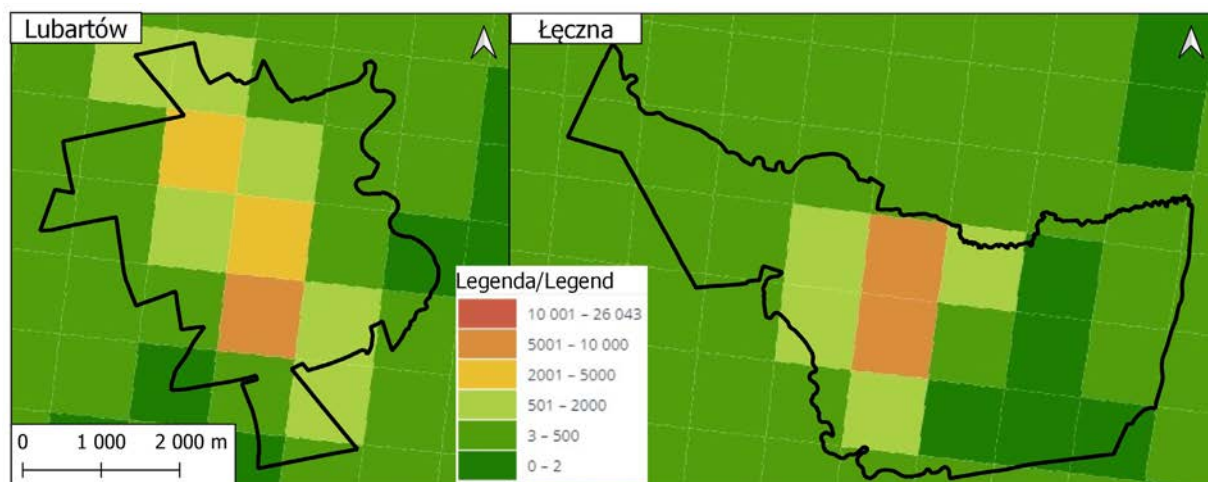 Lubartów
Łęczna
Legenda/Legend
10 001 – 26 043
5001 – 10 000
2001 – 5000
501 – 2000
3 – 500
0 – 2
0 1 000 2 000 m